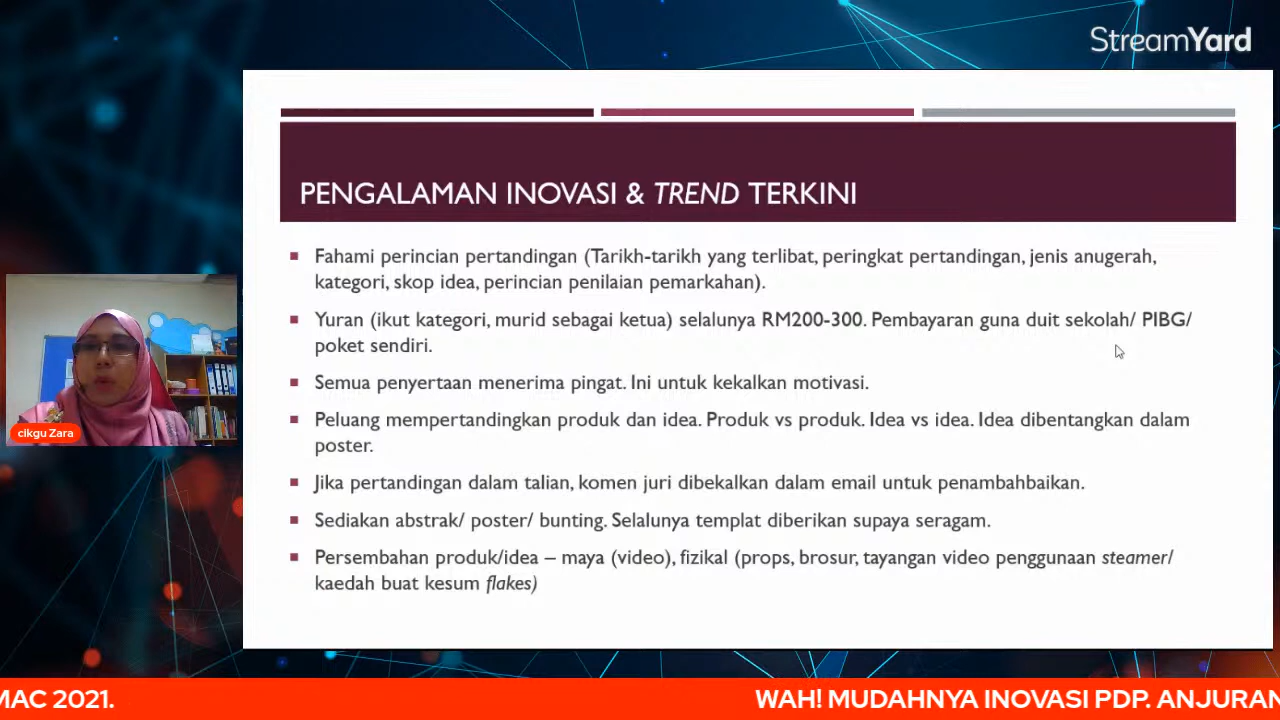 StreamYard
PENGALAMAN INOVASI & TREND TERKINI
Fahami perincian pertandingan (Tarikh-tarikh yang terlibat, peringkat pertandingan, jenis anugerah,
kategori, skop idea, perincian penilaian pemarkahan).
Yuran (ikut kategori, murid sebagai ketua) selalunya RM200-300. Pembayaran guna duit sekolah/ PIBG/
poket sendiri.
Semua penyertaan menerima pingat. Ini untuk kekalkan motivasi.
Peluang mempertandingkan produk dan idea. Produk vs produk. Idea vs idea. Idea dibentangkan dalam
poster.
Jika pertandingan dalam talian, komen juri dibekalkan dalam email untuk penambahbaikan.
Sediakan abstrak/ poster/ bunting. Selalunya templat diberikan supaya seragam.
Persembahan produk/idea – maya (video), fizikal (props, brosur, tayangan video penggunaan steamer/
kaedah buat kesum flakes)
cikgu Zara
MAC 2021. WAH! MUDAHNYA INOVASI PDP. ANJURAN